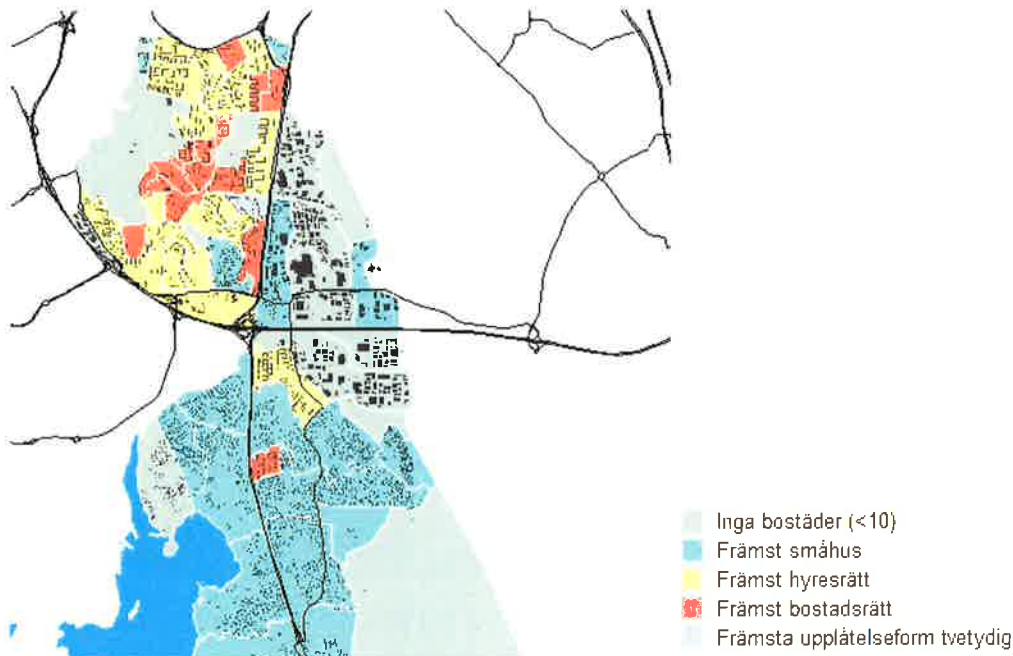 Inga bostäder (<10)
Främst småhus
Främst hyresrätt
Främst bostadsrätt
Främsta upplåtelseform tvetydig